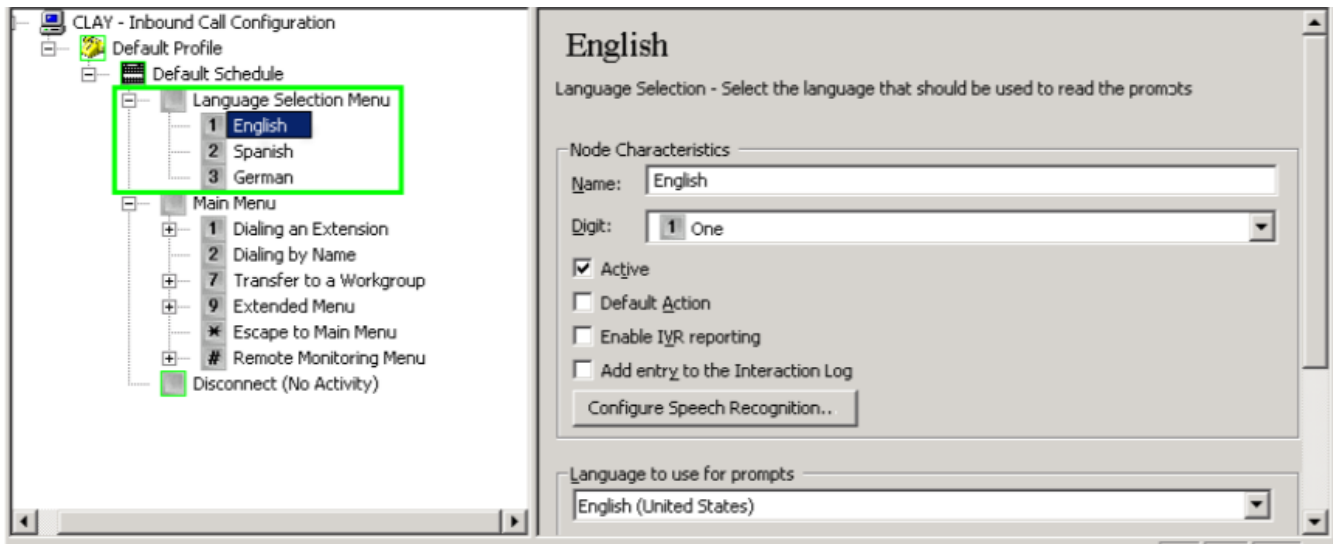 CLAY - Inbound Call Configuration
Default Profile
Default Schedule
Language Selection Menu
1 English
2 Spanish
3 German
Main Menu
1 Dialing an Extension
2 Dialing by Name
7 Transfer to a Workgroup
9 Extended Menu
* Escape to Main Menu
# Remote Monitoring Menu
Disconnect (No Activity)
English
Language Selection - Select the language that should be used to read the prompts
Node Characteristics
Name: English
Digit: 1 One
Active
Default Action
Enable IVR reporting
Add entry to the Interaction Log
Configure Speech Recognition..
Language to use for prompts
English (United States)